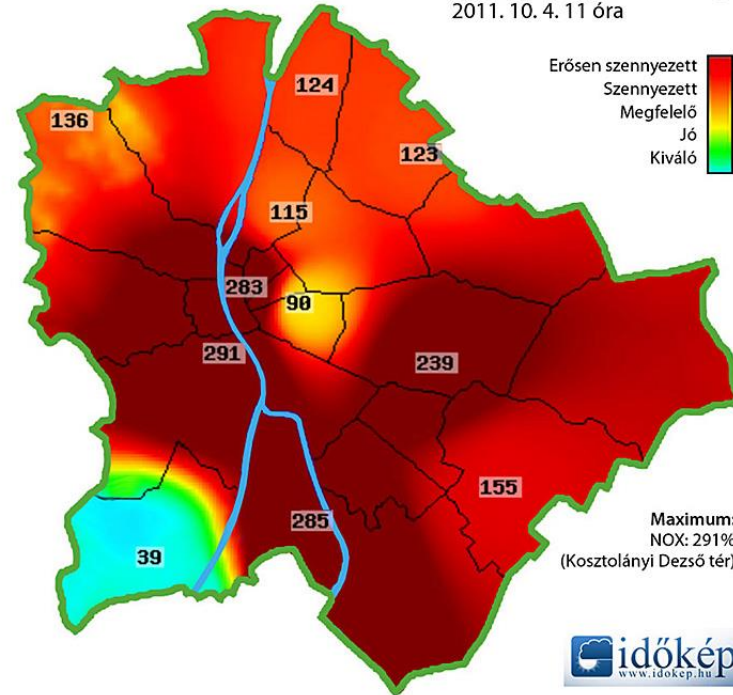 2011. 10. 4. 11 óra
Erősen szennyezett
Szennyezett
Megfelelő
Jó
Kiváló
124
136
123
115
283
90
291
239
155
285
39
Maximum:
NOX: 291%
(Kosztolányi Dezső tér)
időkép
www.idokep.hu